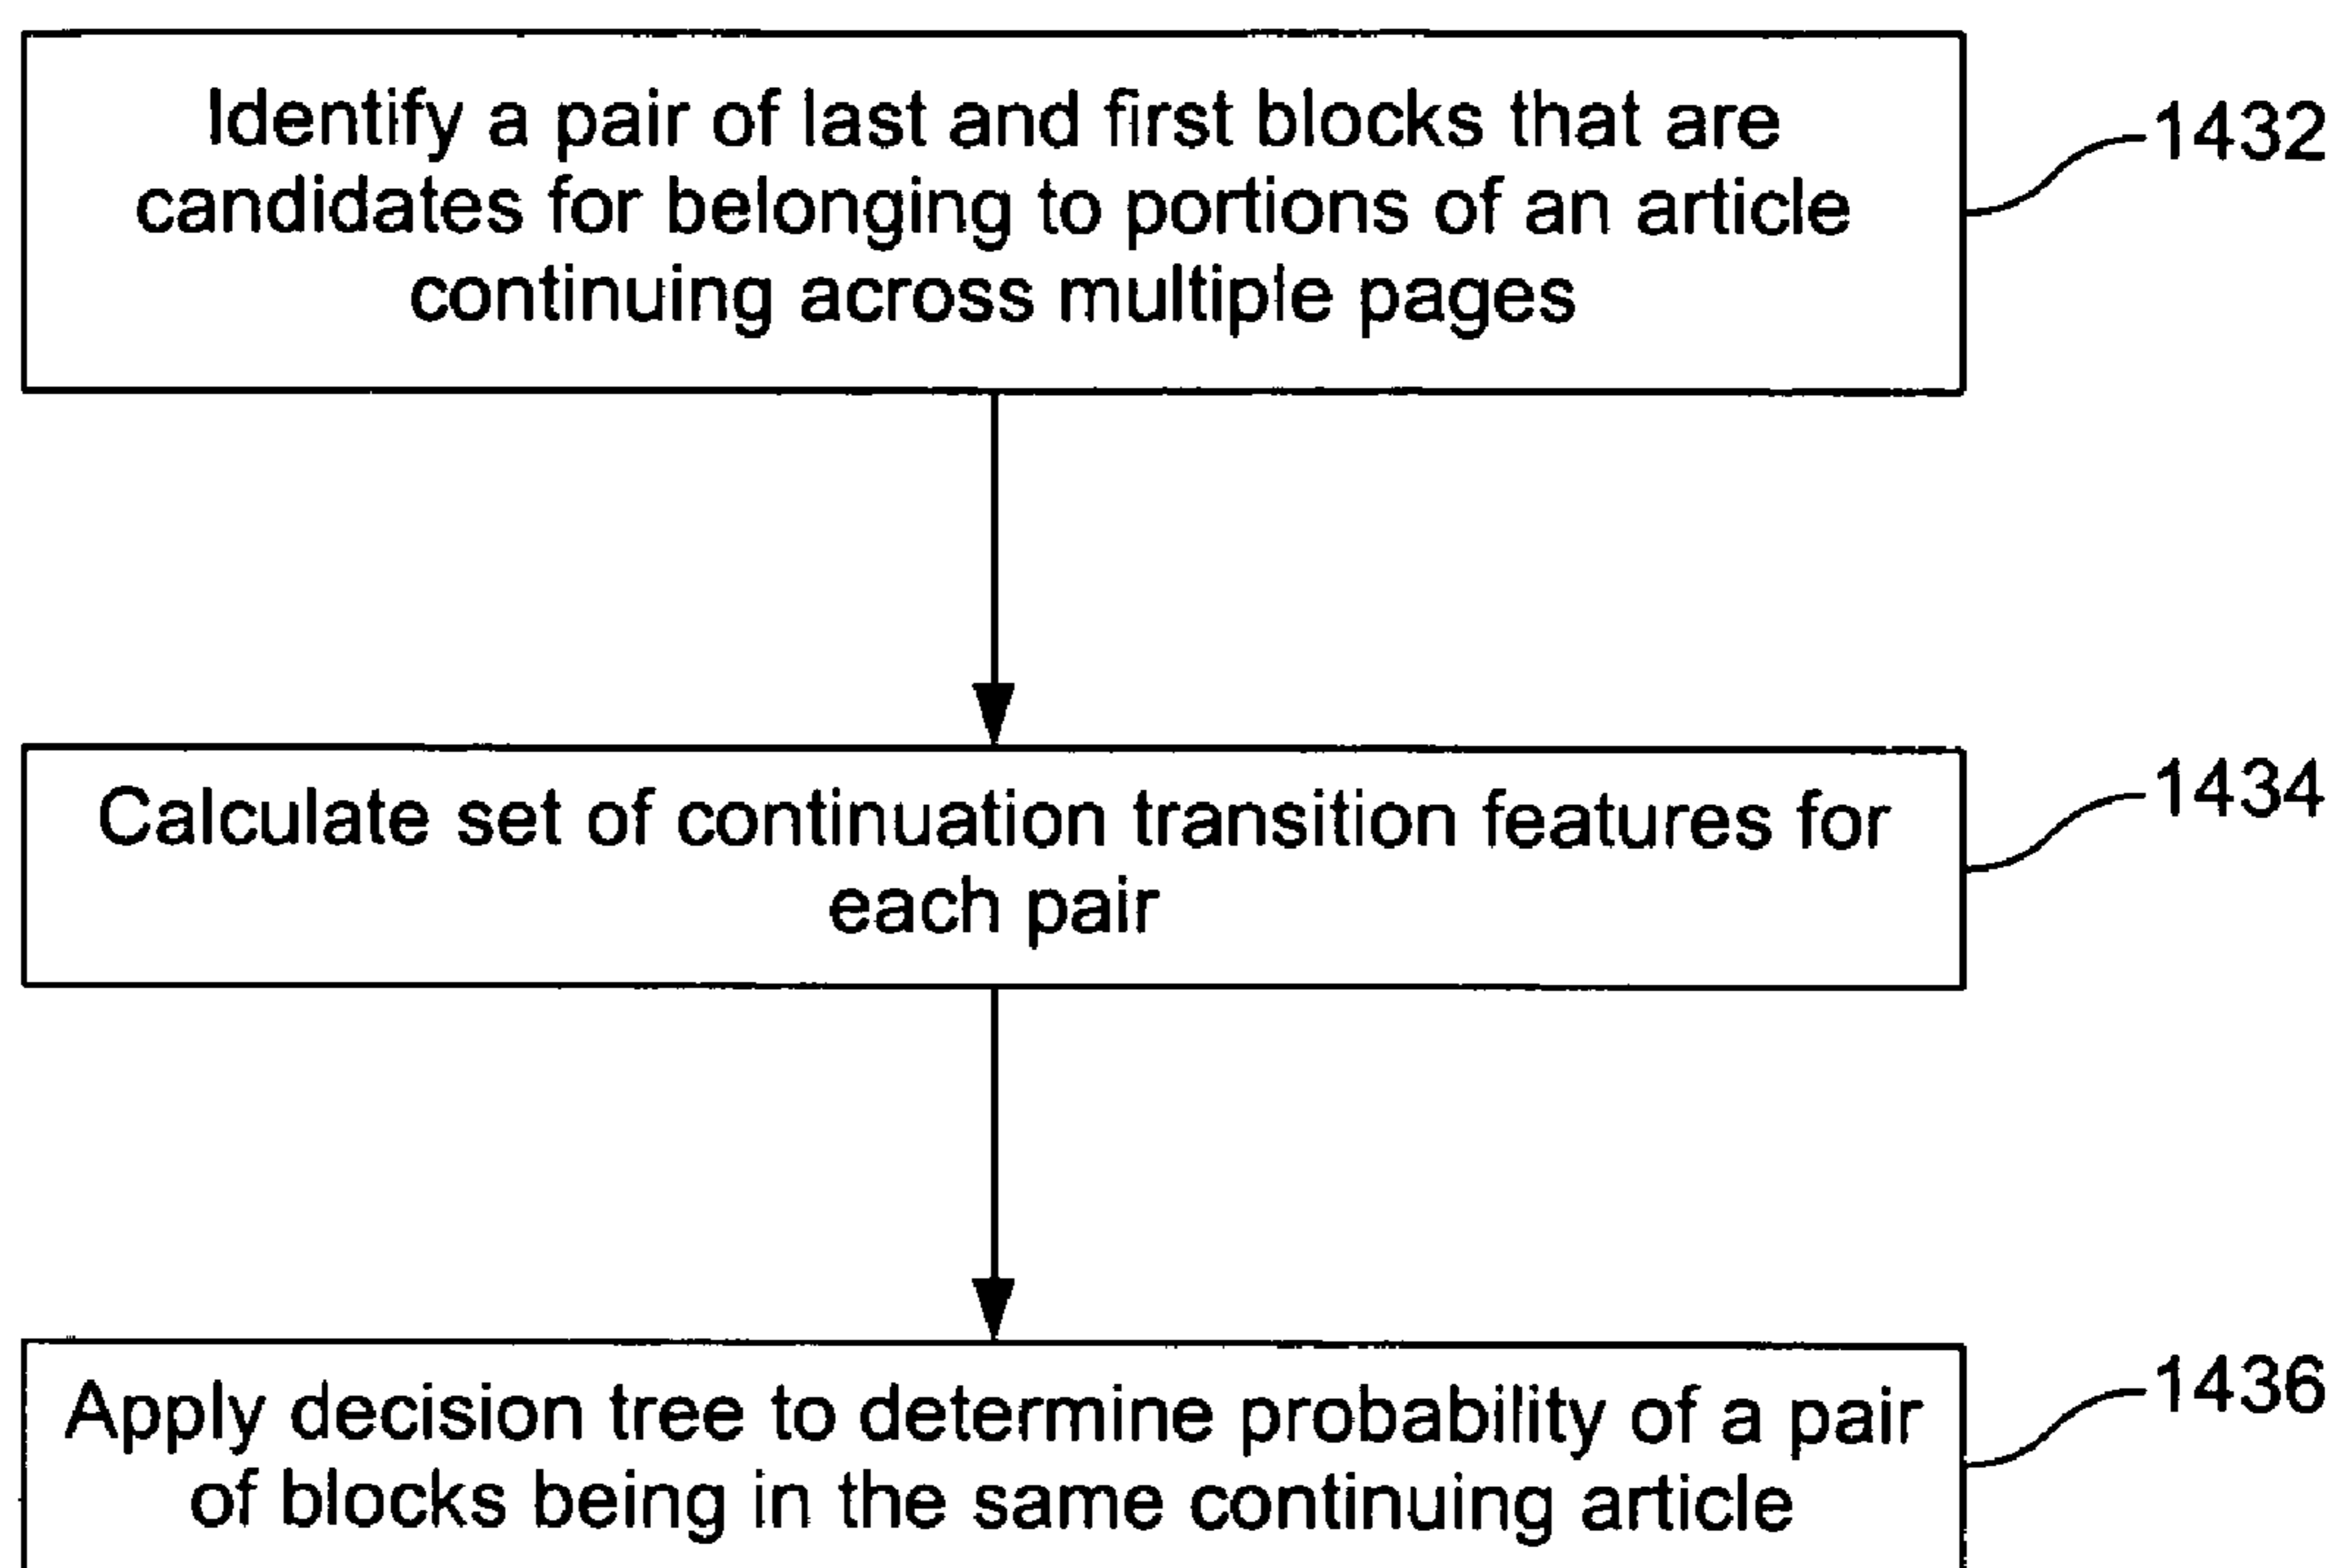 Identify a pair of last and first blocks that are
candidates for belonging to portions of an article
continuing across multiple pages
1432
Calculate set of continuation transition features for
each pair
1434
Apply decision tree to determine probability of a pair
of blocks being in the same continuing article
1436